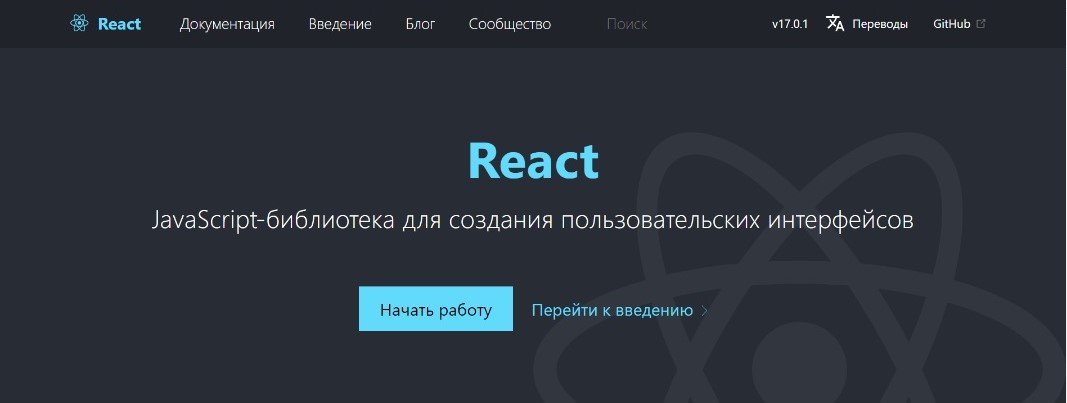 React Документация Введение Блог Сообщество Поиск v17.0.1 Переводы GitHub
React
JavaScript-библиотека для создания пользовательских интерфейсов
Начать работу Перейти к введению